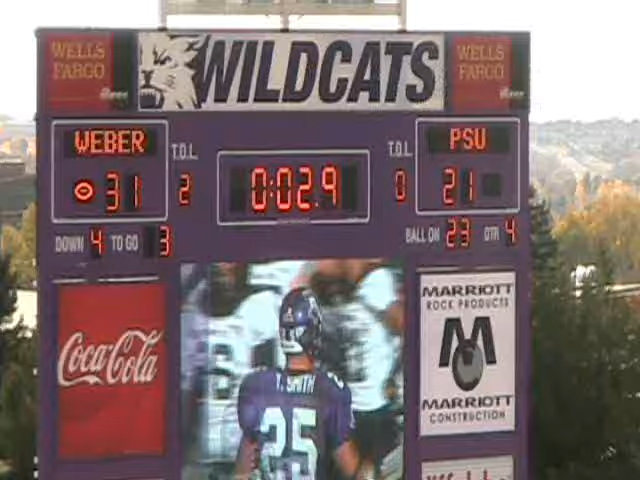 WELLS
FARGO
WILDCATS
WELLS
FARGO
WEBER
T.O.L.
T.O.L.
PSU
31
2
0:02.9
0
21
DOWN 4 TO GO 3
BALL ON 23 QTR 4
Coca-Cola
T. SMITH
25
MARRIOTT
ROCK PRODUCTS
M
MARRIOTT
CONSTRUCTION